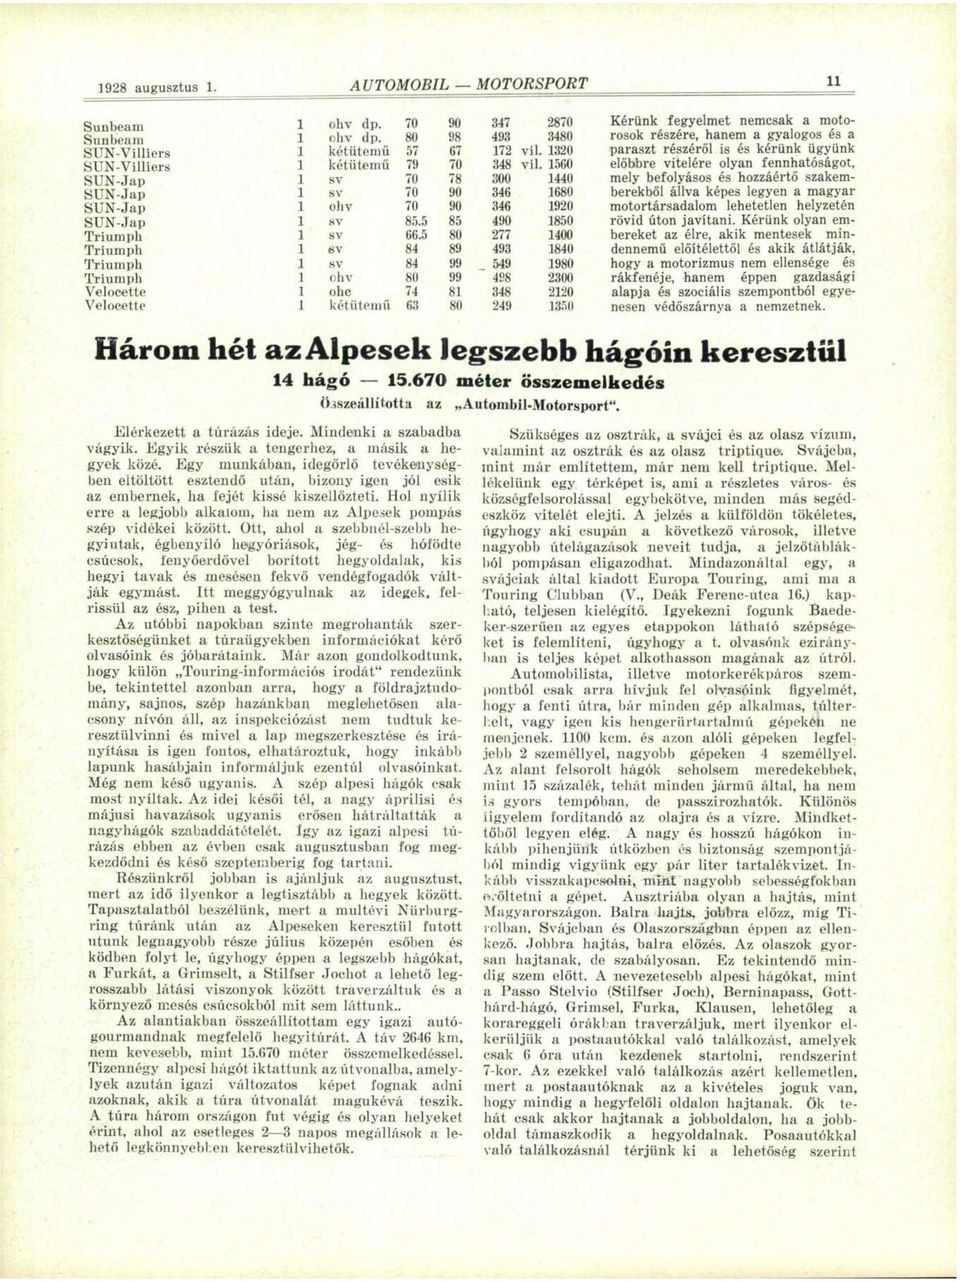 1928 augusztus 1. AUTOMOBIL — MOTORSPORT 11
Sunbeam 1 ohv dp. 70 90 347 2870
Sunbeam 1 ohv dp. 80 98 493 3480
SUN-Villiers 1 kétütemű 57 67 172 vil. 1320
SUN-Villiers 1 kétütemű 79 70 348 vil. 1560
SUN-Jap 1 sv 70 78 300 1440
SUN-Jap 1 sv 70 90 346 1680
SUN-Jap 1 ohv 70 90 346 1920
SUN-Jap 1 sv 85.5 85 490 1850
Triumph 1 sv 66.5 80 277 1400
Triumph 1 sv 84 89 493 1840
Triumph 1 sv 84 99 549 1980
Triumph 1 ohv 80 99 498 2300
Velocette 1 ohc 74 81 348 2120
Velocette 1 kétütemű 63 80 249 1350
Kérünk fegyelmet nemcsak a moto-
rosok részére, hanem a gyalogos és a
paraszt részéről is és kérünk ügyünk
előbbre vitelére olyan fennhatóságot,
mely befolyásos és hozzáértő szakem-
berekből állva képes legyen a magyar
motortársadalom lehetetlen helyzetén
rövid úton javítani. Kérünk olyan em-
bereket az élre, akik mentesek min-
dennemű előítélettől és akik átlátják,
hogy a motorizmus nem ellensége és
rákfenéje, hanem éppen gazdasági
alapja és szociális szempontból egye-
nesen védőszárnya a nemzetnek.
Három hét az Alpesek legszebb hágóin keresztül
14 hágó — 15.670 méter összemelkedés
Összeállította az „Autombil-Motorsport“.
Elérkezett a túrázás ideje. Mindenki a szabadba
vágyik. Egyik részük a tengerhez, a másik a he-
gyek közé. Egy munkában, idegőrlő tevékenység-
ben eltöltött esztendő után, bizony igen jól esik
az embernek, ha fejét kissé kiszellőzteti. Hol nyílik
erre a legjobb alkalom, ha nem az Alpesek pompás
szép vidékei között. Ott, ahol a szebbnél-szebb he-
gyiutak, égbenyíló hegyóriások, jég- és hófödte
csúcsok, fenyőerdővel borított hegyoldalak, kis
hegyi tavak és mesésen fekvő vendégfogadók vált-
ják egymást. Itt meggyógyulnak az idegek, fel-
rissül az ész, pihen a test.
Az utóbbi napokban szinte megrohanták szer-
kesztőségünket a túraügyekben információkat kérő
olvasóink és jóbarátaink. Már azon gondolkodtunk,
hogy külön „Touring-információs irodát“ rendezünk
be, tekintettel azonban arra, hogy a földrajztudo-
mány, sajnos, szép hazánkban meglehetősen ala-
csony nívón áll, az inspekciózást nem tudtuk ke-
resztülvinni és mivel a lap megszerkesztése és irá-
nyítása is igen fontos, elhatároztuk, hogy inkább
lapunk hasábjain informáljuk ezentúl olvasóinkat.
Még nem késő ugyanis. A szép alpesi hágók csak
most nyíltak. Az idei késői tél, a nagy áprilisi és
májusi havazások ugyanis erősen hátráltatták a
nagyhágók szabaddátételét. Így az igazi alpesi tú-
rázás ebben az évben csak augusztusban fog meg-
kezdődni és késő szeptemberig fog tartani.
Részünkről jobban is ajánljuk az augusztust,
mert az idő ilyenkor a legtisztább a hegyek között.
Tapasztalatból beszélünk, mert a multévi Nürburg-
ring túránk után az Alpeseken keresztül futott
utunk legnagyobb része július közepén esőben és
ködben folyt le, úgyhogy éppen a legszebb hágókat,
a Furkát, a Grimselt, a Stilfser Jochot a lehető leg-
rosszabb látási viszonyok között traverzáltuk és a
környező mesés csúcsokból mit sem láttunk..
Az alantiakban összeállítottam egy igazi autó-
gourmandnak megfelelő hegyitúrát. A táv 2646 km,
nem kevesebb, mint 15.670 méter összemelkedéssel.
Tizennégy alpesi hágót iktattunk az útvonalba, amely-
lyek azután igazi változatos képet fognak adni
azoknak, akik a túra útvonalát magukévá teszik.
A túra három országon fut végig és olyan helyeket
érint, ahol az esetleges 2—3 napos megállások a le-
hető legkönnyebben keresztülvihetők.
Szükséges az osztrák, a svájci és az olasz vízum,
valamint az osztrák és az olasz triptique. Svájcba,
mint már említettem, már nem kell triptique. Mel-
lékelünk egy térképet is, ami a részletes város- és
községfelsorolással egybekötve, minden más segéd-
eszköz vitelét elejti. A jelzés a külföldön tökéletes,
úgyhogy aki csupán a következő városok, illetve
nagyobb útelágazások neveit tudja, a jelzőtáblák-
ból pompásan eligazodhat. Mindazonáltal egy, a
svájciak által kiadott Europa Touring, ami ma a
Touring Clubban (V., Deák Ferenc-utca 16.) kap-
ható, teljesen kielégítő. Igyekezni fogunk Baede-
ker-szerűen az egyes etappokon látható szépsége-
ket is felemlíteni, úgyhogy a t. olvasónk ezirány-
ban is teljes képet alkothasson magának az útról.
Automobilista, illetve motorkerékpáros szem-
pontból csak arra hívjuk fel olvasóink figyelmét,
hogy a fenti útra, bár minden gép alkalmas, túlter-
helt, vagy igen kis hengerürtartalmú gépekén ne
menjenek. 1100 kcm. és azon alóli gépeken legfel-
jebb 2 személlyel, nagyobb gépeken 4 személlyel.
Az alant felsorolt hágók seholsem meredekebbek,
mint 15 százalék, tehát minden jármű által, ha nem
is gyors tempóban, de passzirozhatók. Különös
figyelem fordítandó az olajra és a vízre. Mindket-
tőből legyen elég. A nagy és hosszú hágókon in-
kább pihenjünk útközben és biztonság szempontjá-
ból mindig vigyünk egy pár liter tartalékvizet. In-
kább visszakapcsolni, mint nagyobb sebességfokban
erőltetni a gépet. Ausztriában olyan a hajtás, mint
Magyarországon. Balra hajts, jobbra előzz, míg Ti-
rolban, Svájcban és Olaszországban éppen az ellen-
kező. Jobbra hajtás, balra előzés. Az olaszok gyor-
san hajtanak, de szabályosan. Ez tekintendő min-
dig szem előtt. A nevezetesebb alpesi hágókat, mint
a Passo Stelvio (Stilfser Joch), Berninapass, Gott-
hárd-hágó, Grimsel, Furka, Klausen, lehetőleg a
korareggeli órákban traverzáljuk, mert ilyenkor el-
kerüljük a postaautókkal való találkozást, amelyek
csak 6 óra után kezdenek startolni, rendszerint
7-kor. Az ezekkel való találkozás azért kellemetlen,
mert a postaautóknak az a kivételes joguk van,
hogy mindig a hegyfelőli oldalon hajtanak. Ők te-
hát csak akkor hajtanak a jobboldalon, ha a jobb-
oldal támaszkodik a hegyoldalnak. Posaautókkal
való találkozásnál térjünk ki a lehetőség szerint